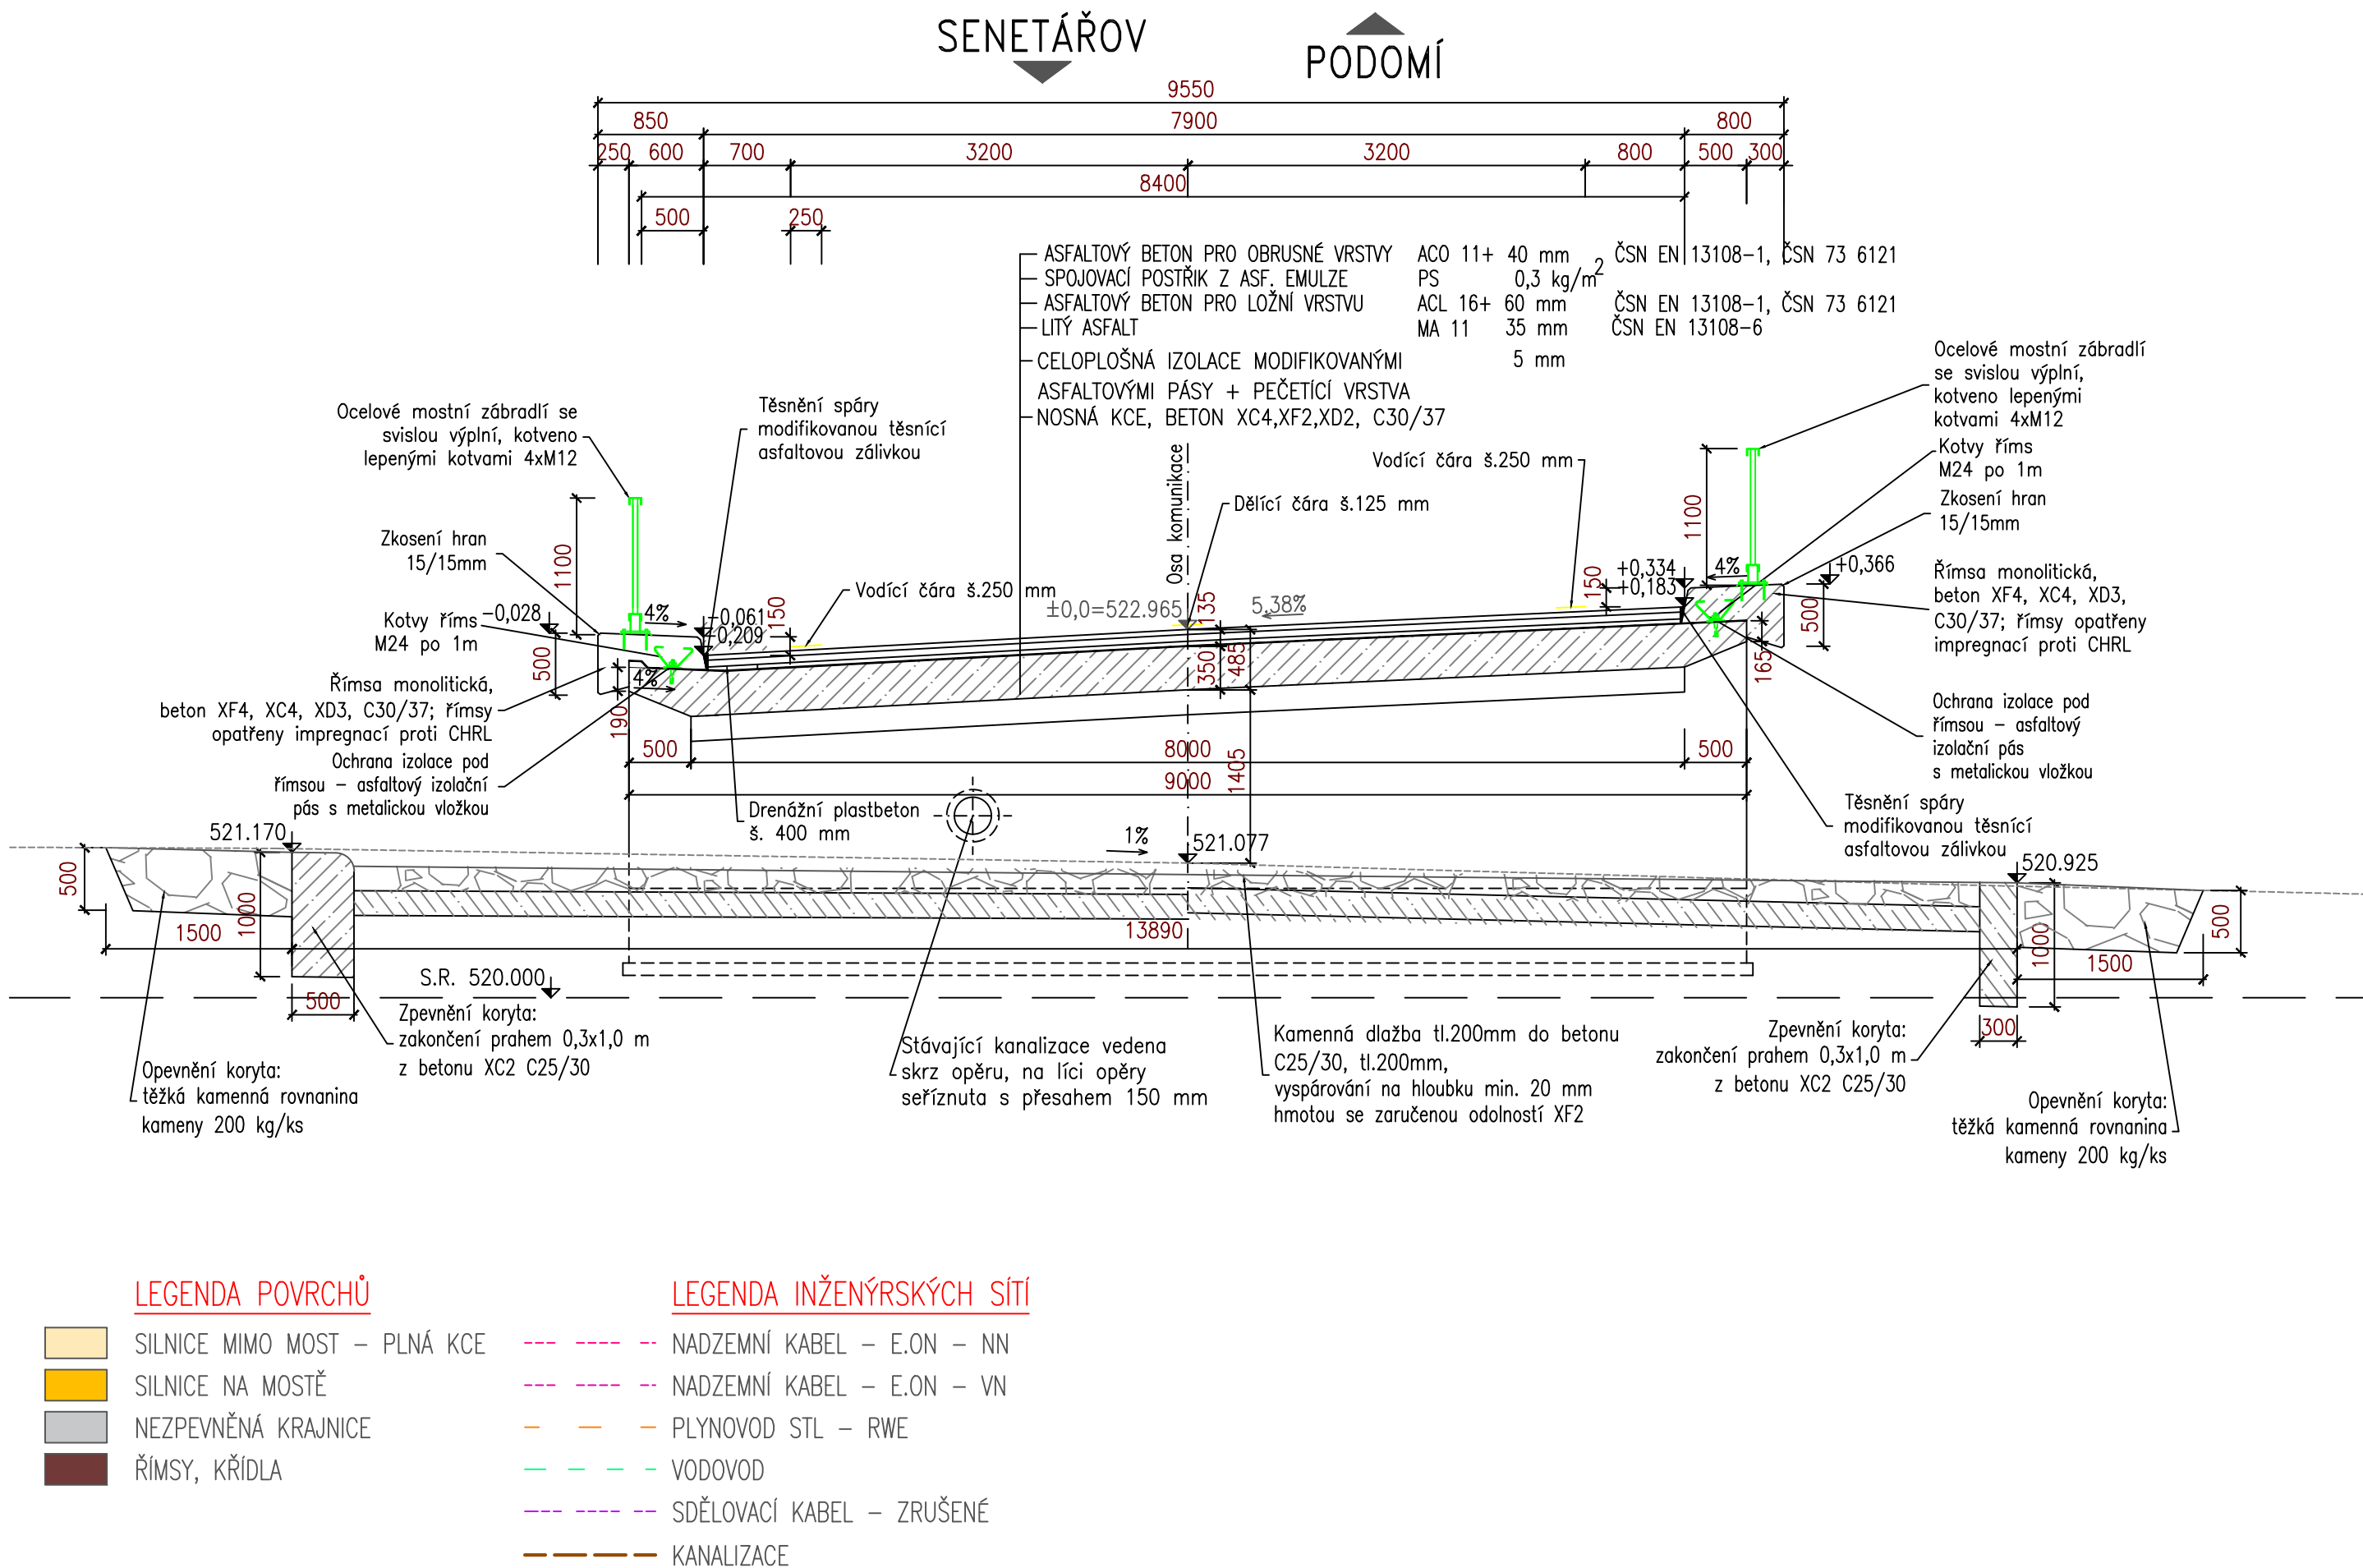 SENETÁŘOV
PODOMÍ
9550
850
7900
800
250
600
700
3200
3200
800
500
300
8400
500
250
ASFALTOVÝ BETON PRO OBRUSNÉ VRSTVY ACO 11+ 40 mm ČSN EN 13108-1, ČSN 73 6121
SPOJOVACÍ POSTŘIK Z ASF. EMULZE PS 0,3 kg/m²
ASFALTOVÝ BETON PRO LOŽNÍ VRSTVU ACL 16+ 60 mm ČSN EN 13108-1, ČSN 73 6121
LITÝ ASFALT MA 11 35 mm ČSN EN 13108-6
CELOPLOŠNÁ IZOLACE MODIFIKOVANÝMI 5 mm
ASFALTOVÝMI PÁSY + PEČETÍCÍ VRSTVA
NOSNÁ KCE, BETON XC4,XF2,XD2, C30/37
Ocelové mostní zábradlí se
svislou výplní, kotveno
lepenými kotvami 4xM12
Těsnění spáry
modifikovanou těsnící
asfaltovou zálivkou
Ocelové mostní zábradlí
se svislou výplní,
kotveno lepenými
kotvami 4xM12
Kotvy říms
M24 po 1m
Zkosení hran
15/15mm
Vodící čára š.250 mm
Dělící čára š.125 mm
Osa komunikace
Zkosení hran
15/15mm
1100
1100
Vodící čára š.250 mm
Kotvy říms
M24 po 1m
-0,028
4%
-0,061
-0,209
150
±0,0=522.965
135
5,38%
150
+0,334
+0,183
4%
+0,366
500
Římsa monolitická,
beton XF4, XC4, XD3,
C30/37; římsy opatřeny
impregnací proti CHRL
500
4%
190
350
485
165
Římsa monolitická,
beton XF4, XC4, XD3, C30/37; římsy
opatřeny impregnací proti CHRL
Ochrana izolace pod
římsou – asfaltový izolační
pás s metalickou vložkou
Ochrana izolace pod
římsou – asfaltový
izolační pás
s metalickou vložkou
500
8000
500
1405
9000
Drenážní plastbeton
š. 400 mm
Těsnění spáry
modifikovanou těsnící
asfaltovou zálivkou
521.170
1%
521.077
520.925
500
1000
1500
13890
1000
1500
500
S.R. 520.000
500
300
Zpevnění koryta:
zakončení prahem 0,3x1,0 m
z betonu XC2 C25/30
Opevnění koryta:
těžká kamenná rovnanina
kameny 200 kg/ks
Stávající kanalizace vedena
skrz opěru, na líci opěry
seříznuta s přesahem 150 mm
Kamenná dlažba tl.200mm do betonu
C25/30, tl.200mm,
vyspárování na hloubku min. 20 mm
hmotou se zaručenou odolností XF2
Zpevnění koryta:
zakončení prahem 0,3x1,0 m
z betonu XC2 C25/30
Opevnění koryta:
těžká kamenná rovnanina
kameny 200 kg/ks
LEGENDA POVRCHŮ
SILNICE MIMO MOST – PLNÁ KCE
SILNICE NA MOSTĚ
NEZPEVNĚNÁ KRAJNICE
ŘÍMSY, KŘÍDLA
LEGENDA INŽENÝRSKÝCH SÍTÍ
NADZEMNÍ KABEL – E.ON – NN
NADZEMNÍ KABEL – E.ON – VN
PLYNOVOD STL – RWE
VODOVOD
SDĚLOVACÍ KABEL – ZRUŠENÉ
KANALIZACE